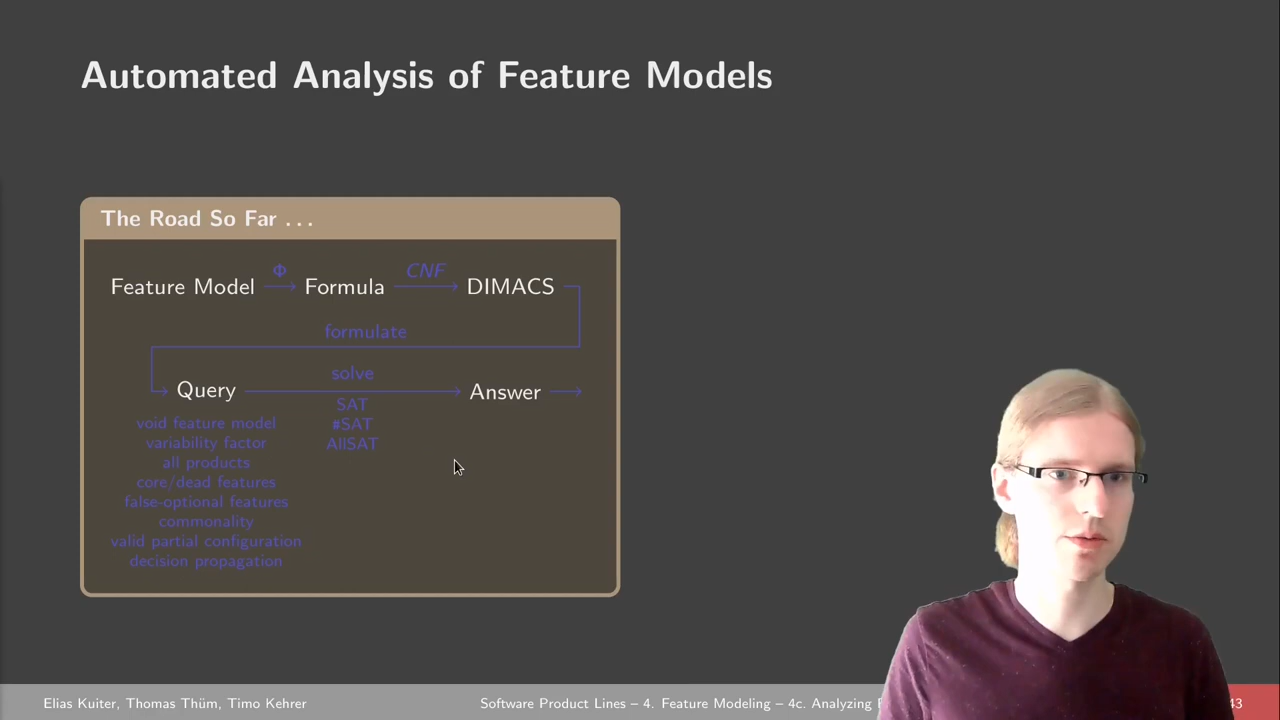 Automated Analysis of Feature Models
The Road So Far . . .
Φ CNF
Feature Model Formula DIMACS
formulate
solve
Query Answer
SAT
#SAT
AllSAT
void feature model
variability factor
all products
core/dead features
false-optional features
commonality
valid partial configuration
decision propagation
Elias Kuiter, Thomas Thüm, Timo Kehrer Software Product Lines – 4. Feature Modeling – 4c. Analyzing 43